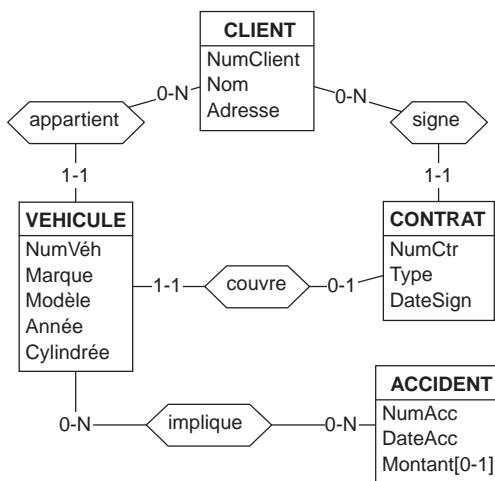 CLIENT
NumClient
Nom
Adresse
0-N
0-N
appartient
signe
1-1
1-1
VEHICULE
NumVéh
Marque
Modèle
Année
Cylindrée
CONTRAT
NumCtr
Type
DateSign
1-1
couvre
0-1
ACCIDENT
NumAcc
DateAcc
Montant[0-1]
0-N
implique
0-N